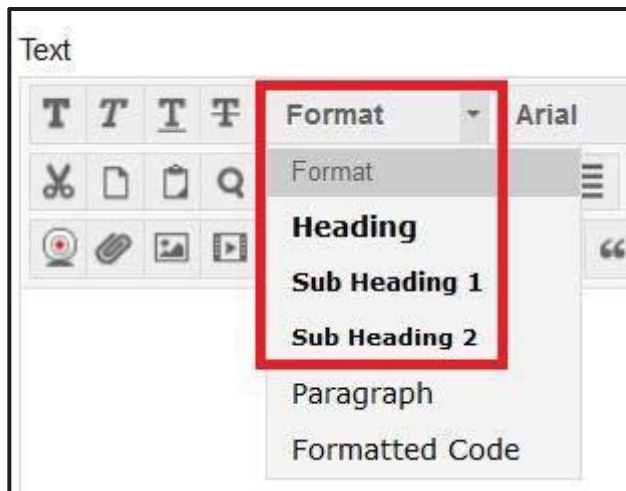 Text
T T T T Format Arial
Format
Heading
Sub Heading 1
Sub Heading 2
Paragraph
Formatted Code